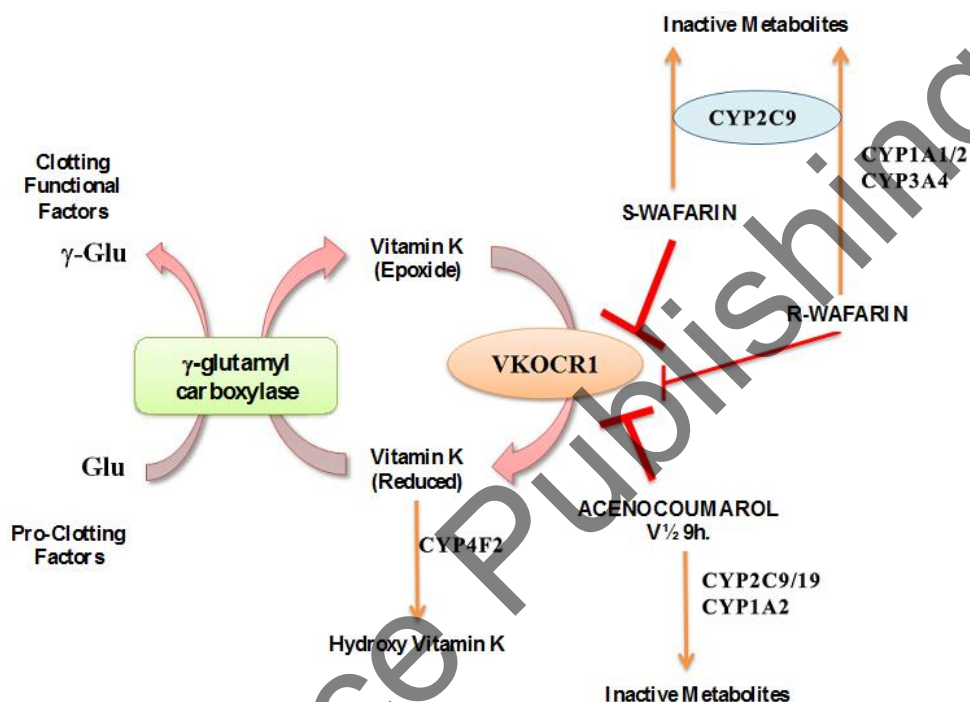 Inactive Metabolites
CYP2C9
CYP1A1/2
CYP3A4
Clotting
Functional
Factors
γ-Glu
Vitamin K
(Epoxide)
S-WAFARIN
R-WAFARIN
γ-glutamyl
carboxylase
VKOCR1
Glu
Vitamin K
(Reduced)
Pro-Clotting
Factors
CYP4F2
ACENOCOUMAROL
V½ 9h.
CYP2C9/19
CYP1A2
Hydroxy Vitamin K
Inactive Metabolites
ce Publishing